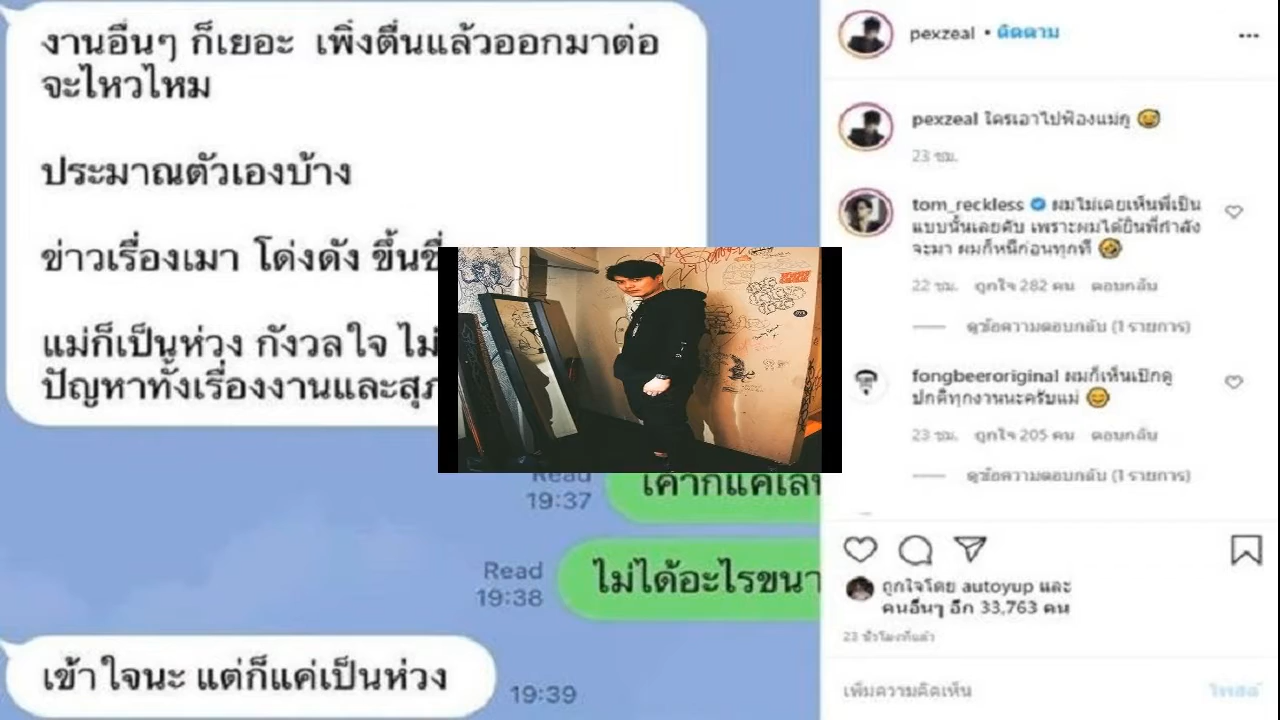 งานอื่นๆ ก็เยอะ เพิ่งตื่นแล้วออกมาต่อ
จะไหวไหม
ประมาณตัวเองบ้าง
ข่าวเรื่องเมา โด่งดัง ขึ้นชื่
แม่ก็เป็นห่วง กังวลใจ ไม่
ปัญหาทั้งเรื่องงานและสุภ
Read
19:37
เค้าก็แค่เล่
Read
19:38
ไม่ได้อะไรขนา
เข้าใจนะ แต่ก็แค่เป็นห่วง
19:39
pexzeal • ติดตาม
pexzeal ใครเอาไปฟ้องแม่กู
23 ชม.
tom_reckless ผมไม่เคยเห็นพี่เป็น
แบบนั้นเลยคับ เพราะผมได้ยินพี่กำลัง
จะมา ผมก็หนีก่อนทุกที
22 ชม. ถูกใจ 282 คน ตอบกลับ
ดูข้อความตอบกลับ (1 รายการ)
fongbeeroriginal ผมก็เห็นเป๊กดู
ปกติทุกงานนะครับแม่
23 ชม. ถูกใจ 205 คน ตอบกลับ
ดูข้อความตอบกลับ (1 รายการ)
ถูกใจโดย autoyup และ
คนอื่นๆ อีก 33,763 คน
23 ชั่วโมงที่แล้ว
เพิ่มความคิดเห็น
โพสต์